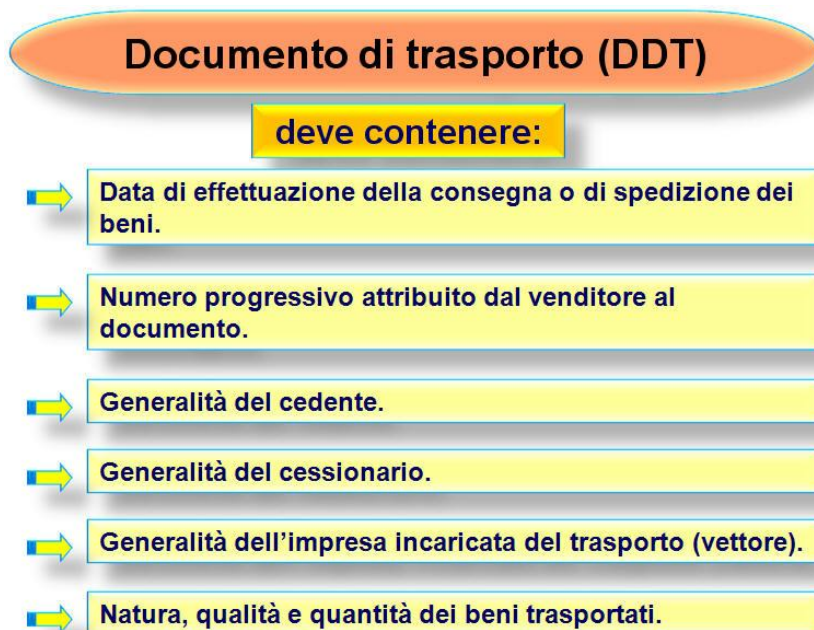 Documento di trasporto (DDT)
deve contenere:
Data di effettuazione della consegna o di spedizione dei
beni.
Numero progressivo attribuito dal venditore al
documento.
Generalità del cedente.
Generalità del cessionario.
Generalità dell’impresa incaricata del trasporto (vettore).
Natura, qualità e quantità dei beni trasportati.